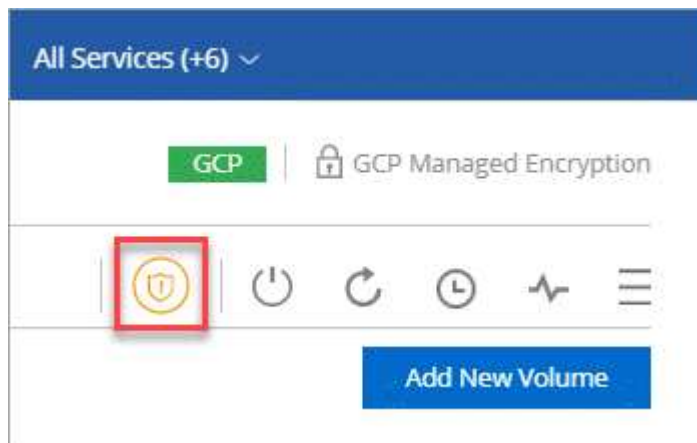 All Services (+6)
GCP
GCP Managed Encryption
Add New Volume